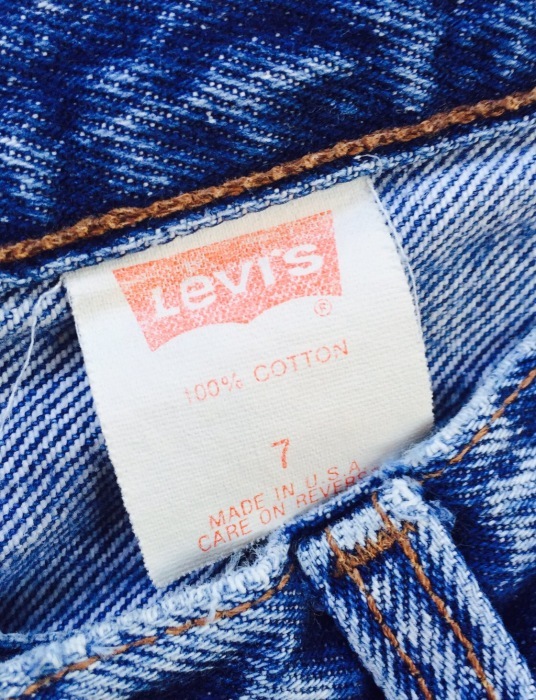 Levi's
®
100% COTTON
7
MADE IN U.S.A.
CARE ON REVERSE